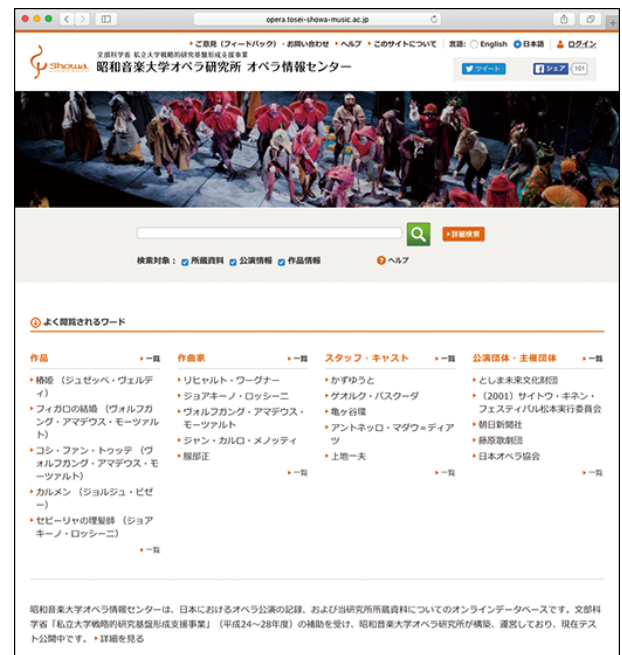 opera.tosei-showa-music.ac.jp
ご意見（フィードバック）・お問い合わせ ヘルプ このサイトについて 言語: English 日本語 ログイン
文部科学省 私立大学戦略的研究基盤形成支援事業
Showa 昭和音楽大学オペラ研究所 オペラ情報センター
ツイート シェア 101
詳細検索
検索対象： 所蔵資料 公演情報 作品情報 ヘルプ
よく閲覧されるワード
作品 一覧
椿姫 （ジュゼッペ・ヴェルデ
ィ）
フィガロの結婚 （ヴォルフガ
ング・アマデウス・モーツァル
ト）
コシ・ファン・トゥッテ （ヴ
ォルフガング・アマデウス・モ
ーツァルト）
カルメン （ジョルジュ・ビゼ
ー）
セビーリャの理髪師 （ジョア
キーノ・ロッシーニ）
一覧
作曲家 一覧
リヒャルト・ワーグナー
ジョアキーノ・ロッシーニ
ヴォルフガング・アマデウス・
モーツァルト
ジャン・カルロ・メノッティ
服部正
一覧
スタッフ・キャスト 一覧
かずゆうと
ゲオルク・バスクーダ
亀ヶ谷環
アントネッロ・マダウ=ディア
ツ
上地一夫
一覧
公演団体・主催団体 一覧
としま未来文化財団
（2001）サイトウ・キネン・
フェスティバル松本実行委員会
朝日新聞社
藤原歌劇団
日本オペラ協会
一覧
昭和音楽大学オペラ情報センターは、日本におけるオペラ公演の記録、および当研究所所蔵資料についてのオンラインデータベースです。文部科
学省「私立大学戦略的研究基盤形成支援事業」（平成24～28年度）の補助を受け、昭和音楽大学オペラ研究所が構築、運営しており、現在テス
ト公開中です。 詳細を見る